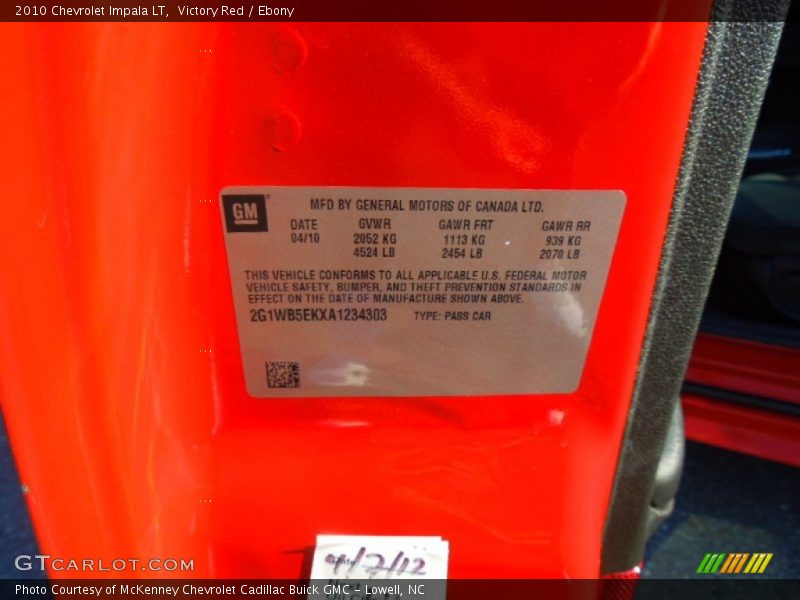 2010 Chevrolet Impala LT, Victory Red / Ebony
GM
MFD BY GENERAL MOTORS OF CANADA LTD.
DATE GVWR GAWR FRT GAWR RR
04/10 2052 KG 1113 KG 939 KG
4524 LB 2454 LB 2070 LB
THIS VEHICLE CONFORMS TO ALL APPLICABLE U.S. FEDERAL MOTOR
VEHICLE SAFETY, BUMPER, AND THEFT PREVENTION STANDARDS IN
EFFECT ON THE DATE OF MANUFACTURE SHOWN ABOVE.
2G1WB5EKXA1234303 TYPE: PASS CAR
GTCARLOT.COM
Photo Courtesy of McKenney Chevrolet Cadillac Buick GMC - Lowell, NC